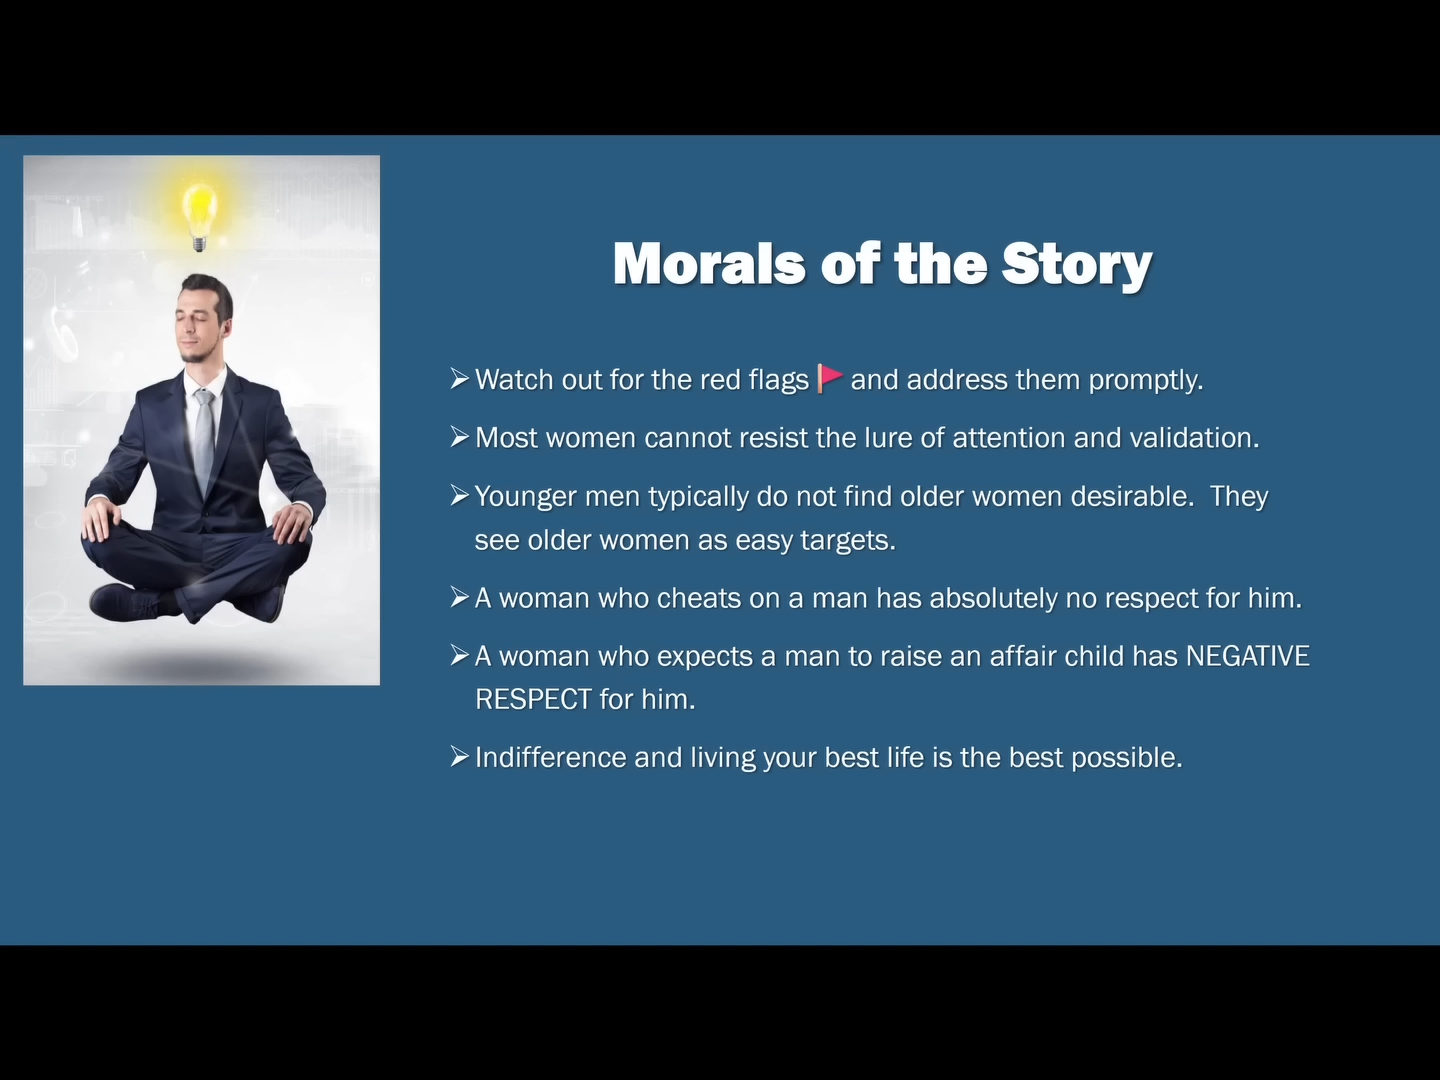 Morals of the Story
➢Watch out for the red flags 🚩 and address them promptly.
➢Most women cannot resist the lure of attention and validation.
➢Younger men typically do not find older women desirable.  They
see older women as easy targets.
➢A woman who cheats on a man has absolutely no respect for him.
➢A woman who expects a man to raise an affair child has NEGATIVE
RESPECT for him.
➢Indifference and living your best life is the best possible.